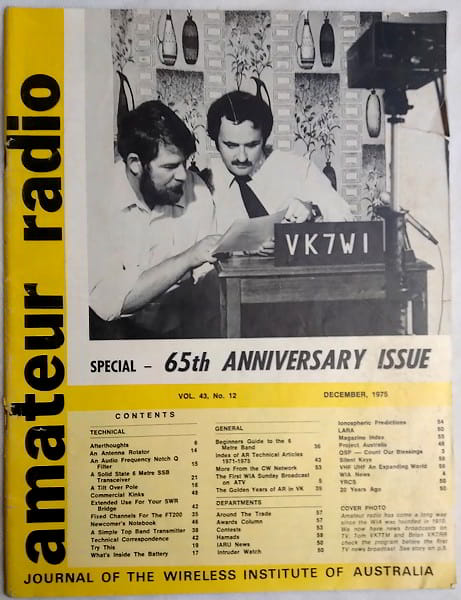 amateur radio
VK7WI
SPECIAL – 65th ANNIVERSARY ISSUE
VOL. 43, No. 12 DECEMBER, 1975
CONTENTS
TECHNICAL
Afterthoughts 6
An Antenna Rotator 14
An Audio Frequency Notch Q
Filter 15
A Solid State 6 Metre SSB
Transceiver 21
A Tilt Over Pole 18
Commercial Kinks 48
Extended Use For Your SWR
Bridge 42
Fixed Channels For The FT200 35
Newcomer's Notebook 46
A Simple Top Band Transmitter 38
Technical Correspondence 42
Try This 19
What's Inside The Battery 17
GENERAL
Beginners Guide to the 6
Metre Band 36
Index of AR Technical Articles
1971-1975 43
More From the CW Network 53
The First WIA Sunday Broadcast
on ATV 5
The Golden Years of AR in VK 39
DEPARTMENTS
Around The Trade 57
Awards Column 57
Contests 53
Hamads 58
IARU News 50
Intruder Watch 50
Ionospheric Predictions 54
LARA 50
Magazine Index 55
Project Australia 48
QSP — Count Our Blessings 3
Silent Keys 58
VHF UHF An Expanding World 56
WIA News 4
YRCS 50
20 Years Ago 50
COVER PHOTO
Amateur radio has come a long way
since the WIA was founded in 1910.
We now have news broadcasts on
TV. Tom VK7TM and Brian
check the program before the first
TV news broadcast. See story on p.5.
JOURNAL OF THE WIRELESS INSTITUTE OF AUSTRALIA